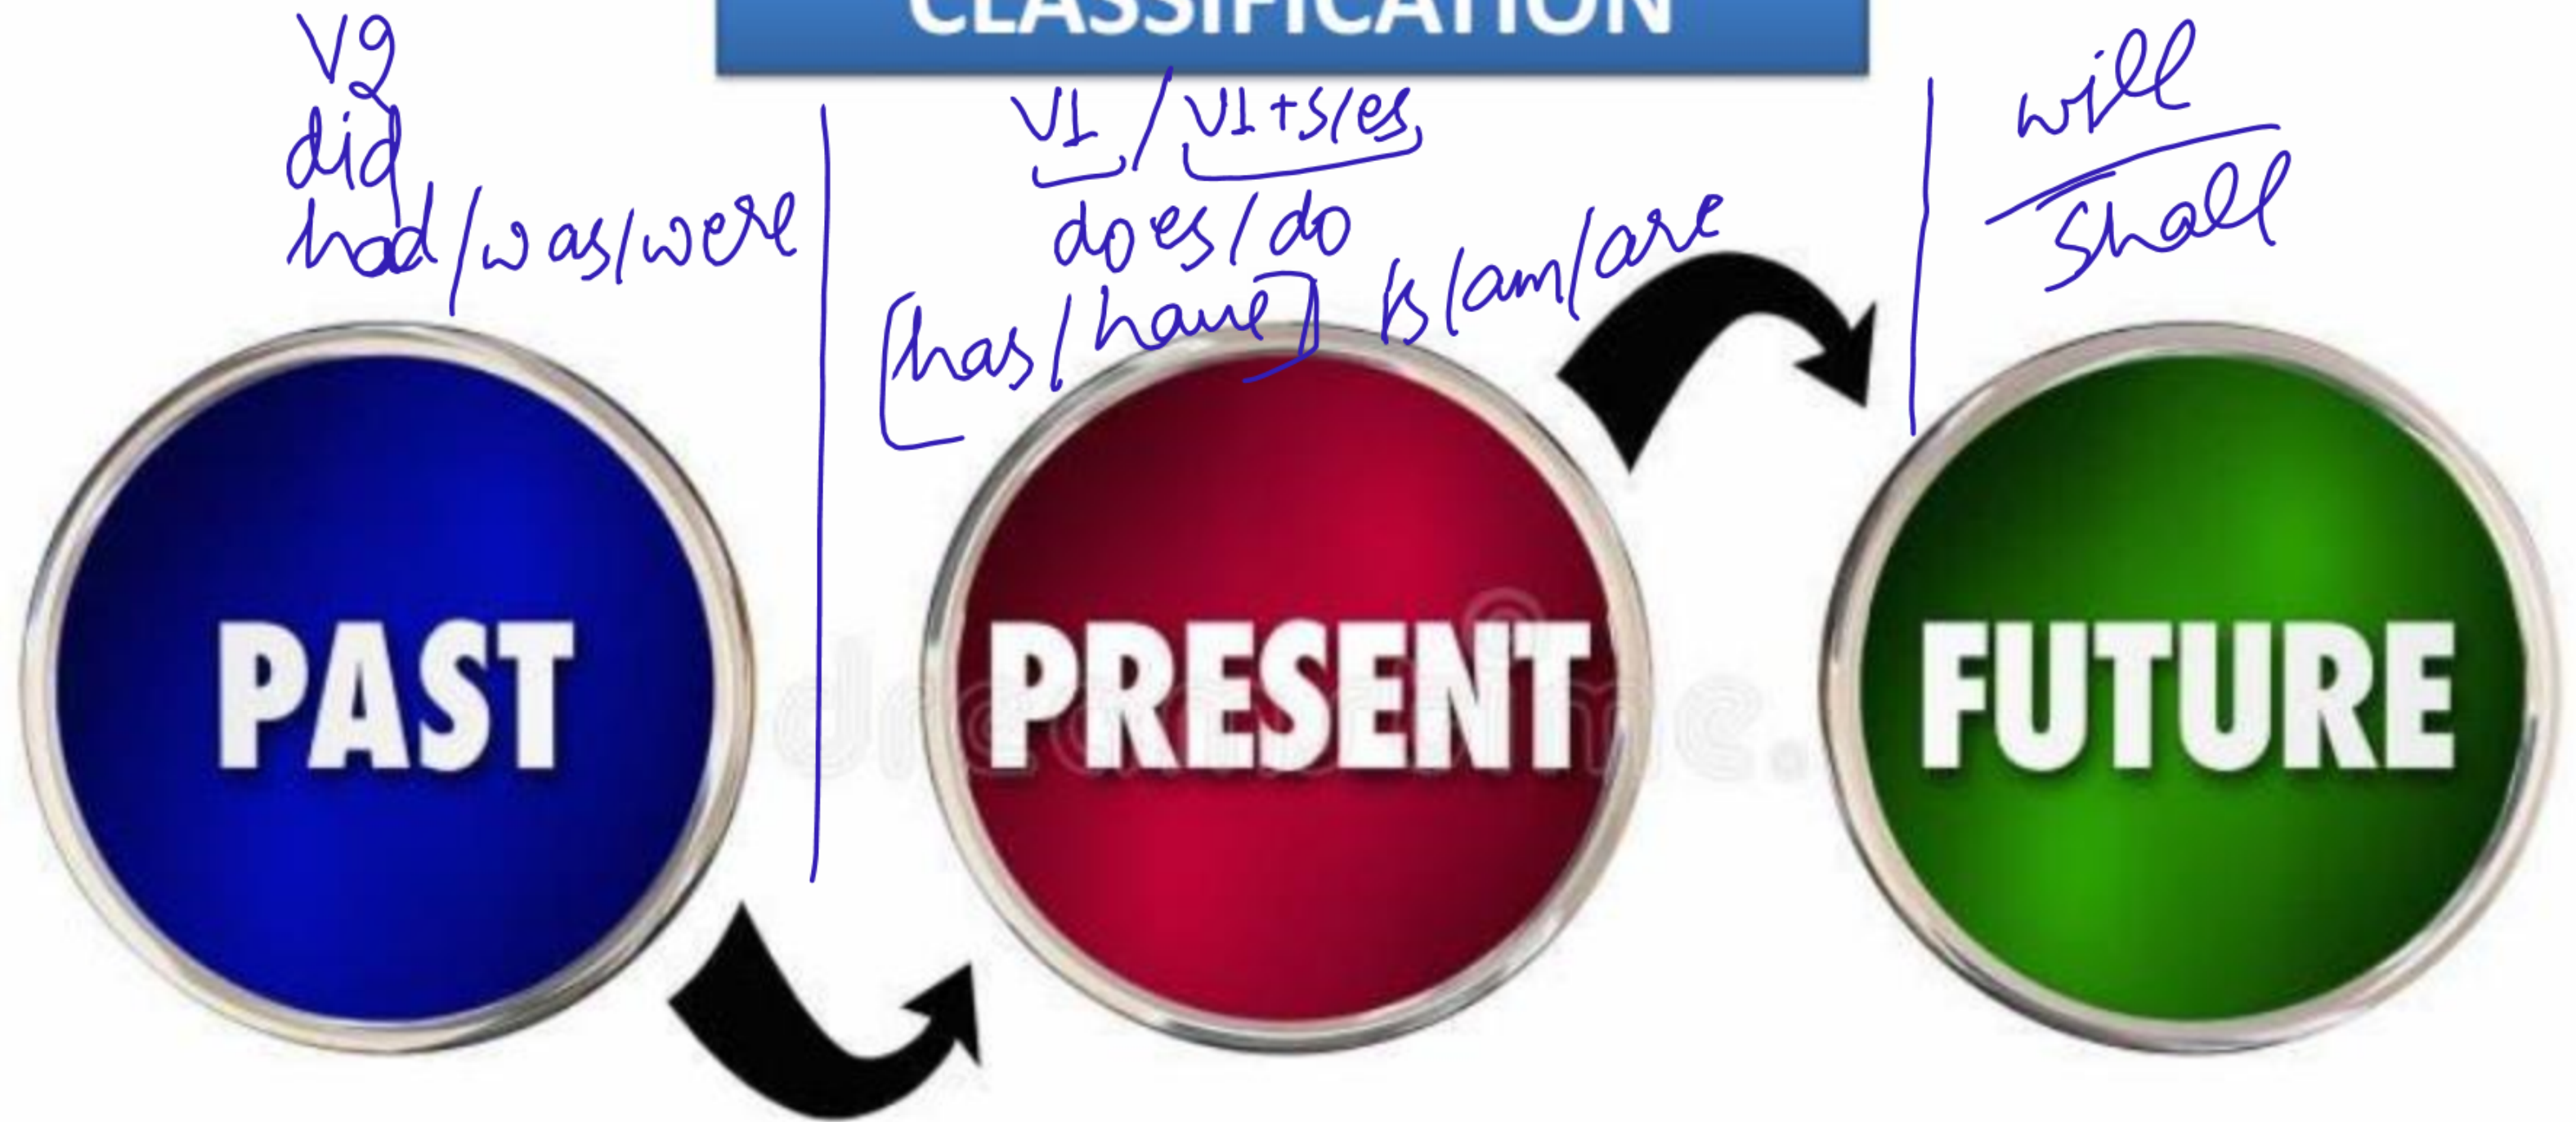 CLASSIFICATION
V2
did
had/was/were
V1/V1+s/es
does/do
[has/have] is/am/are
will
shall
PAST
PRESENT
FUTURE
dreamstime.